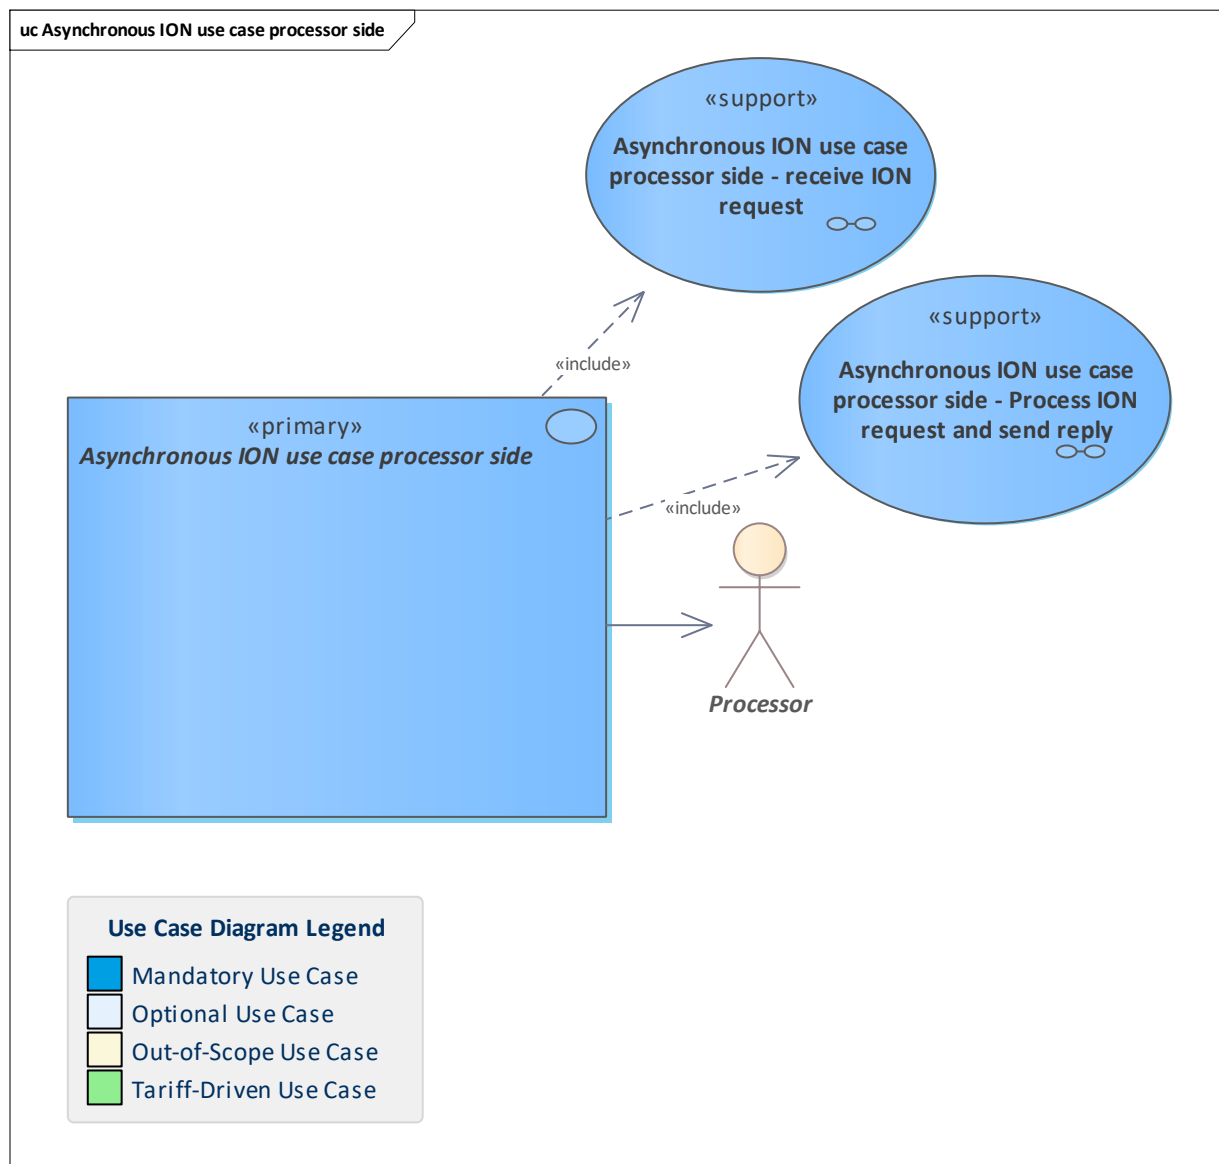 uc Asynchronous ION use case processor side
«support»
Asynchronous ION use case
processor side - receive ION
request
«support»
Asynchronous ION use case
processor side - Process ION
request and send reply
«include»
«primary»
Asynchronous ION use case processor side
«include»
Processor
Use Case Diagram Legend
Mandatory Use Case
Optional Use Case
Out-of-Scope Use Case
Tariff-Driven Use Case